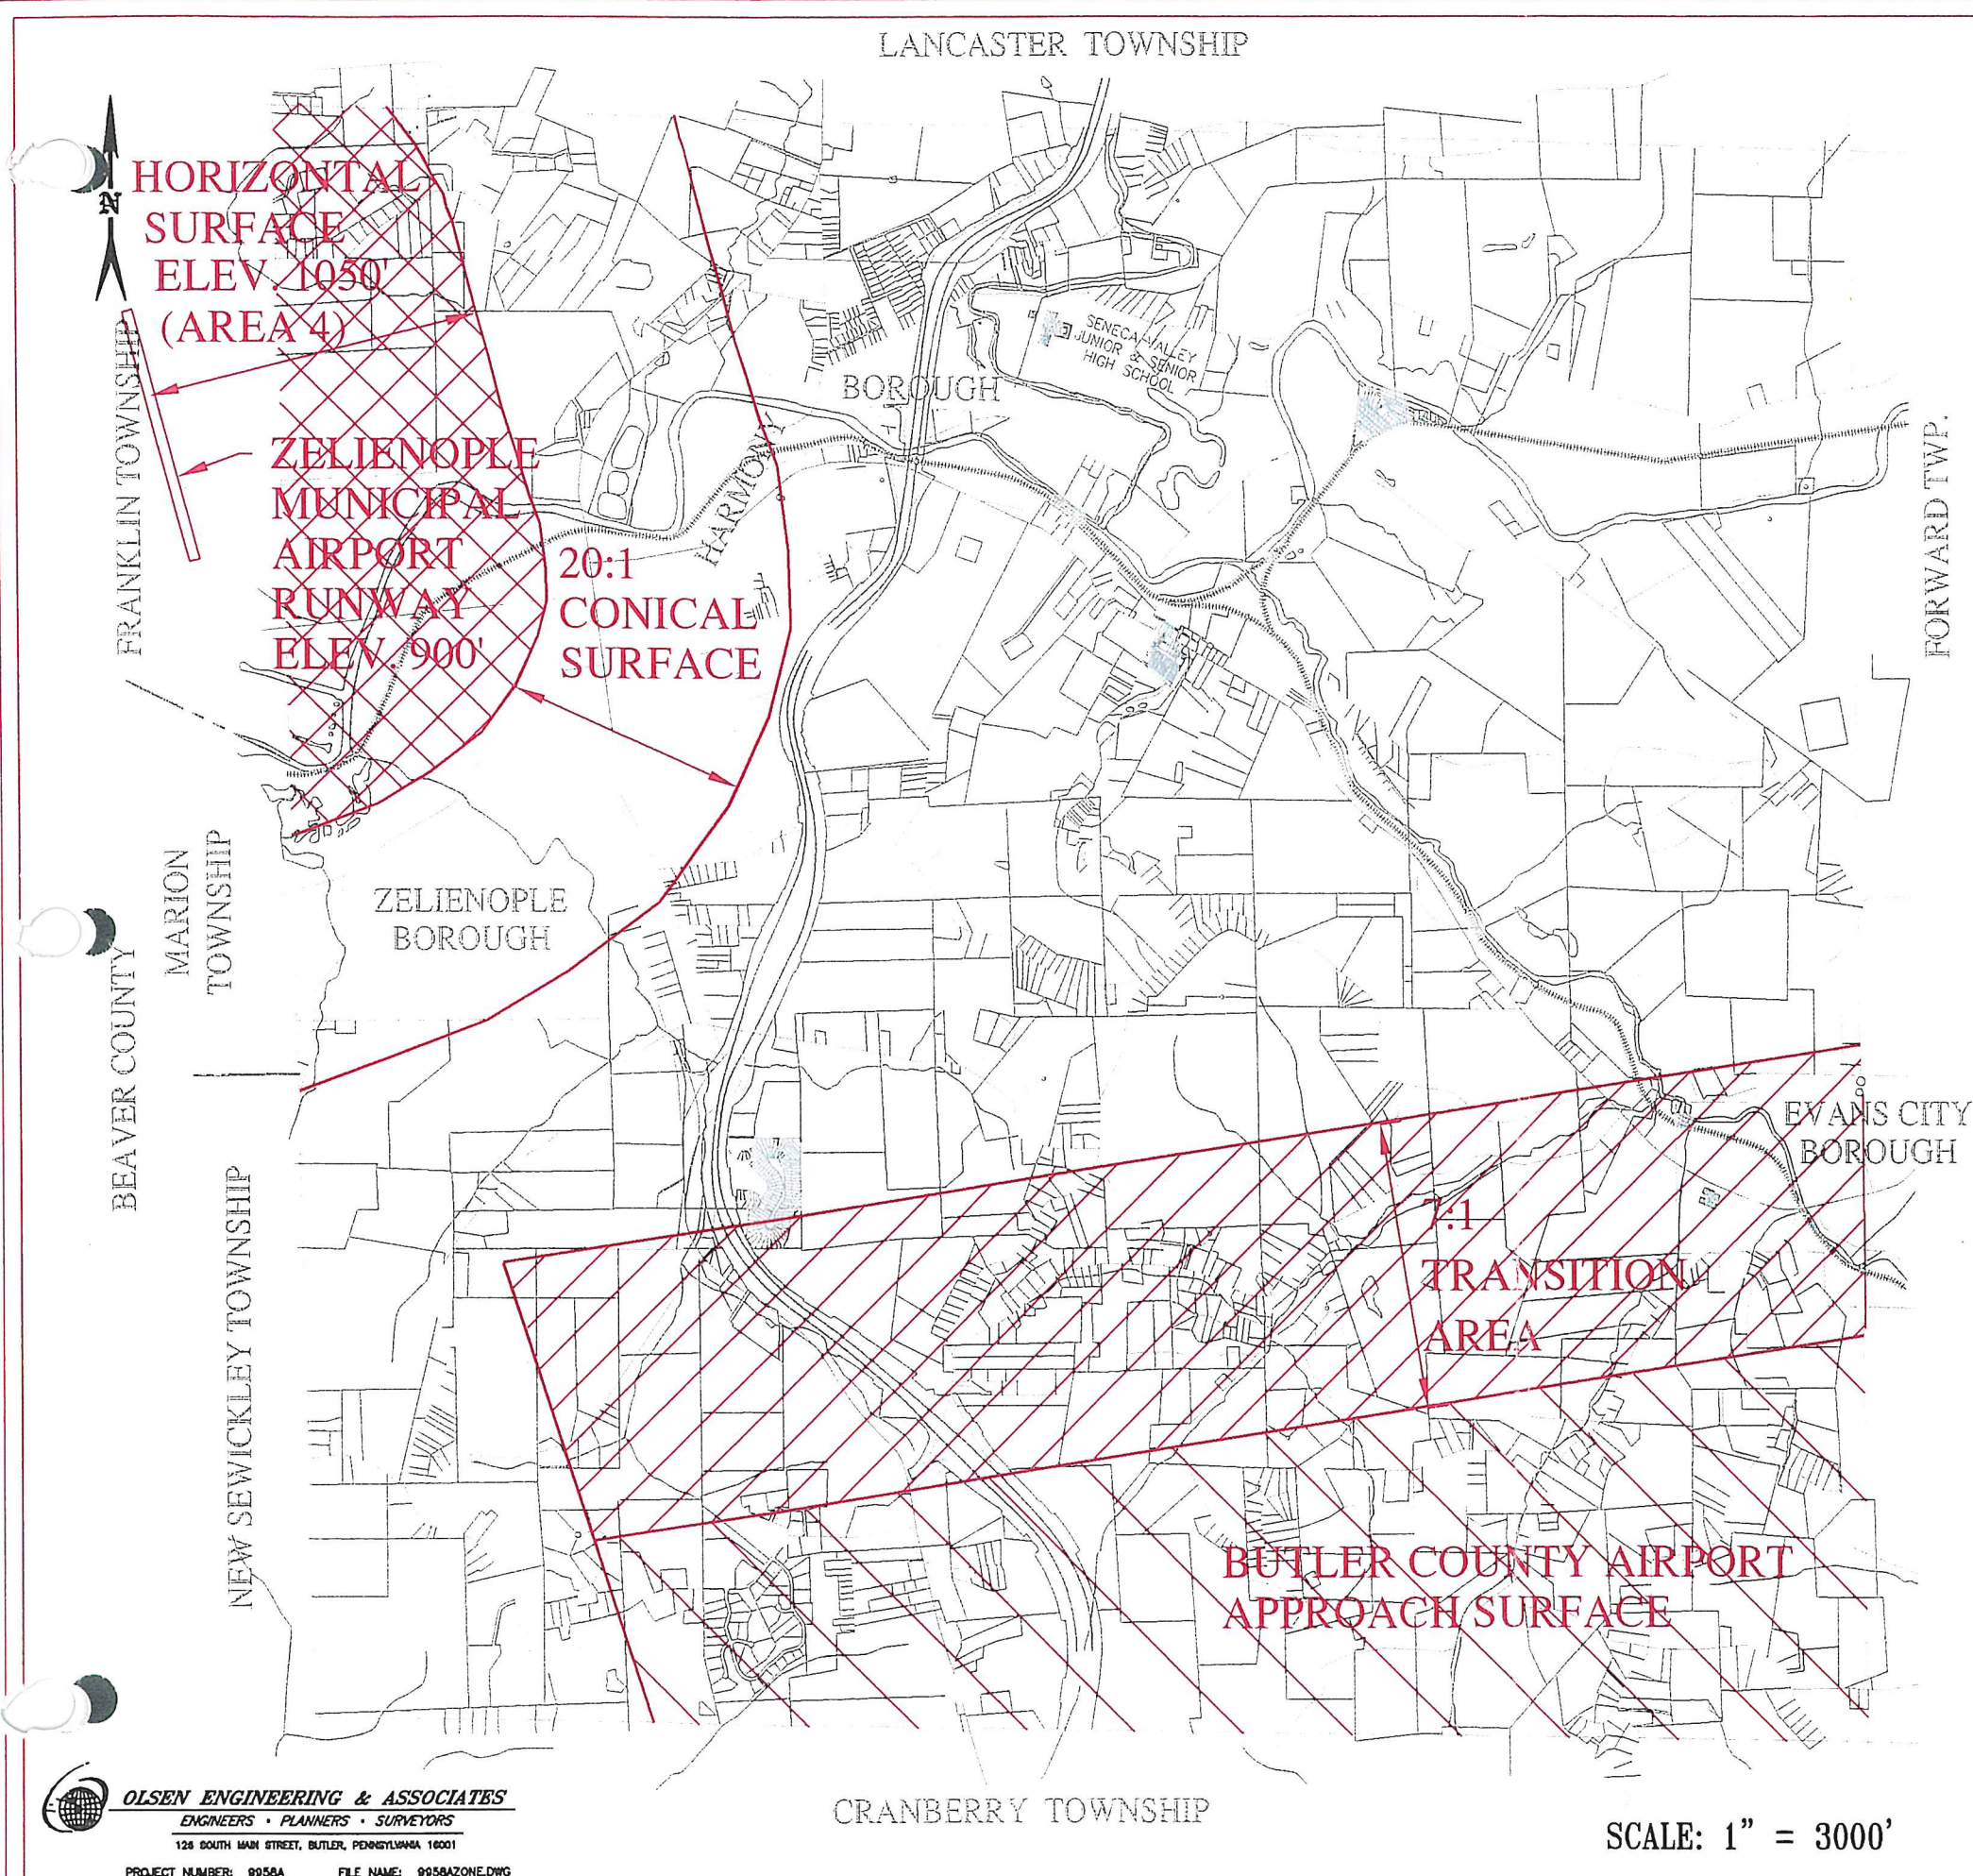 LANCASTER TOWNSHIP
N
HORIZONTAL
SURFACE
ELEV. 1050'
(AREA 4)
FRANKLIN TOWNSHIP
ZELIENOPLE
MUNICIPAL
AIRPORT
RUNWAY
ELEV. 900'
20:1
CONICAL
SURFACE
HARMONY
BOROUGH
SENECA VALLEY
JUNIOR & SENIOR
HIGH SCHOOL
FORWARD TWP.
MARION
TOWNSHIP
ZELIENOPLE
BOROUGH
BEAVER COUNTY
NEW SEWICKLEY TOWNSHIP
EVANS CITY
BOROUGH
7:1
TRANSITION
AREA
BUTLER COUNTY AIRPORT
APPROACH SURFACE
CRANBERRY TOWNSHIP
OLSEN ENGINEERING & ASSOCIATES
ENGINEERS · PLANNERS · SURVEYORS
126 SOUTH MAIN STREET, BUTLER, PENNSYLVANIA 16001
PROJECT NUMBER: 9958A FILE NAME: 9958AZONE.DWG
SCALE: 1" = 3000'